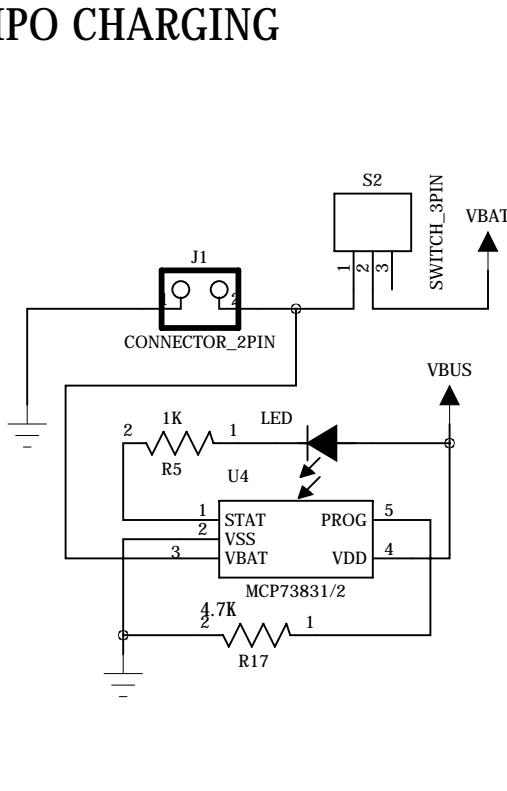 IPO CHARGING
S2
SWITCH_3PIN
VBAT
1 2 3
J1
1 2
CONNECTOR_2PIN
VBUS
1K LED
2 1
R5
U4
1 STAT PROG 5
2 VSS
3 VBAT VDD 4
MCP73831/2
4.7K
2 1
R17